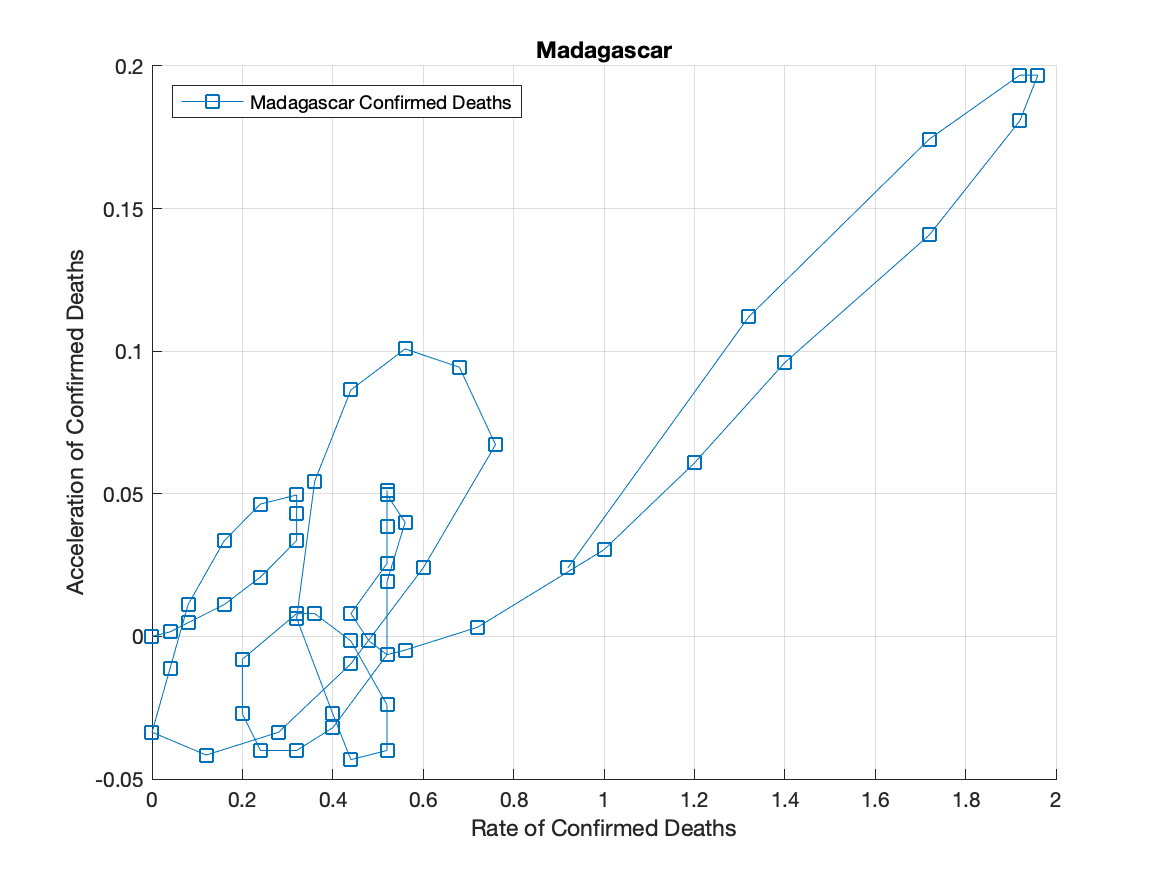 Madagascar
0.2
Madagascar Confirmed Deaths
0.15
0.1
0.05
0
-0.05
Acceleration of Confirmed Deaths
0 0.2 0.4 0.6 0.8 1 1.2 1.4 1.6 1.8 2
Rate of Confirmed Deaths